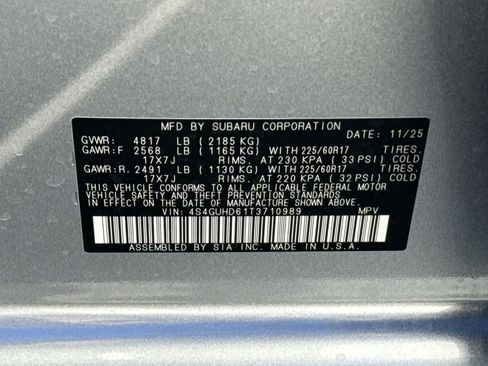 MFD BY SUBARU CORPORATION
GVWR: 4817 LB ( 2185 KG) DATE: 11/25
GAWR:F 2568 LB ( 1165 KG) WITH 225/60R17 TIRES.
17X7J RIMS. AT 230 KPA ( 33 PSI) COLD
GAWR:R. 2491 LB ( 1130 KG) WITH 225/60R17 TIRES.
17X7J RIMS. AT 220 KPA ( 32 PSI) COLD
THIS VEHICLE CONFORMS TO ALL APPLICABLE FEDERAL MOTOR
VEHICLE SAFETY STANDARDS IN EFFECT ON THE DATE OF
MANUFACTURE SHOWN ABOVE.
VIN: 4S4GUHD61T3710989 MPV
ASSEMBLED BY SIA INC. MADE IN U.S.A.